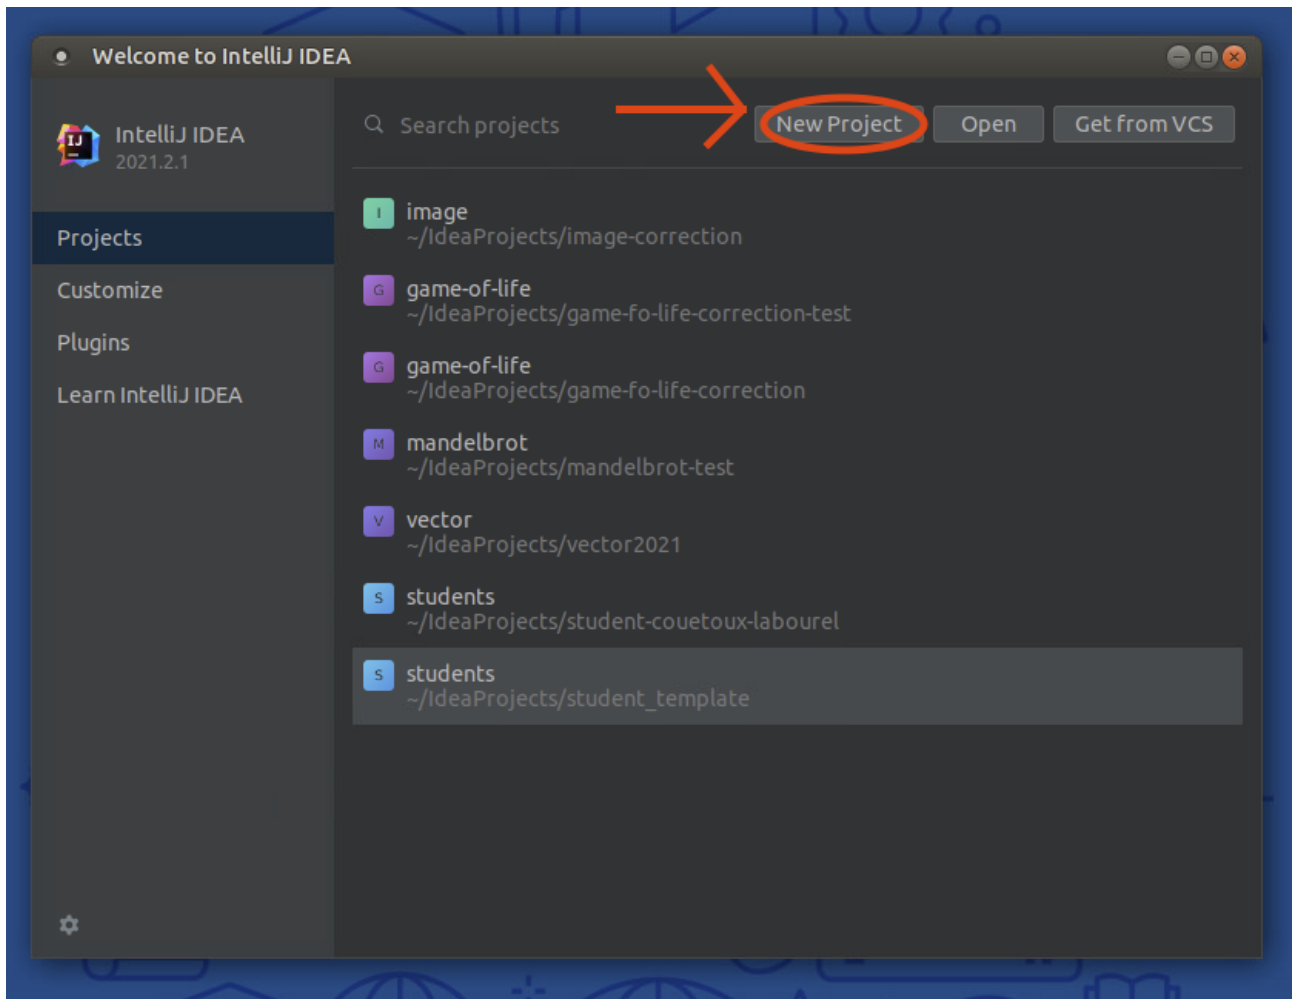 Welcome to IntelliJ IDEA
IJ
IntelliJ IDEA
2021.2.1
Projects
Customize
Plugins
Learn IntelliJ IDEA
Search projects
New Project
Open
Get from VCS
I
image
~/IdeaProjects/image-correction
G
game-of-life
~/IdeaProjects/game-fo-life-correction-test
G
game-of-life
~/IdeaProjects/game-fo-life-correction
M
mandelbrot
~/IdeaProjects/mandelbrot-test
V
vector
~/IdeaProjects/vector2021
S
students
~/IdeaProjects/student-couetoux-labourel
S
students
~/IdeaProjects/student_template